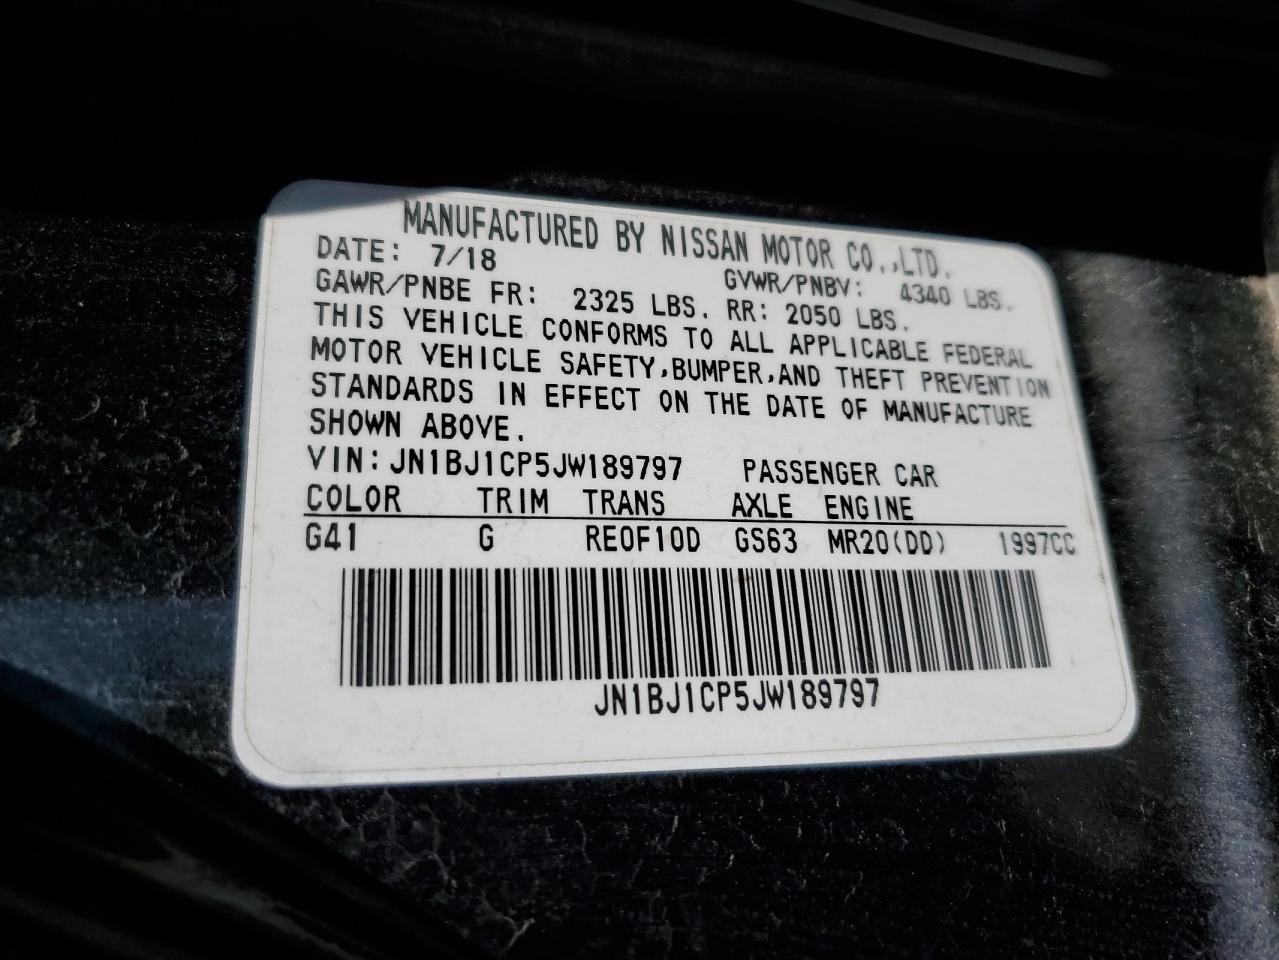 MANUFACTURED BY NISSAN MOTOR CO.,LTD.
DATE: 7/18 GVWR/PNBV: 4340 LBS.
GAWR/PNBE FR: 2325 LBS. RR: 2050 LBS.
THIS VEHICLE CONFORMS TO ALL APPLICABLE FEDERAL
MOTOR VEHICLE SAFETY,BUMPER,AND THEFT PREVENTION
STANDARDS IN EFFECT ON THE DATE OF MANUFACTURE
SHOWN ABOVE.
VIN:JN1BJ1CP5JW189797 PASSENGER CAR
COLOR TRIM TRANS AXLE ENGINE
G41 G RE0F10D GS63 MR20(DD) 1997CC
JN1BJ1CP5JW189797